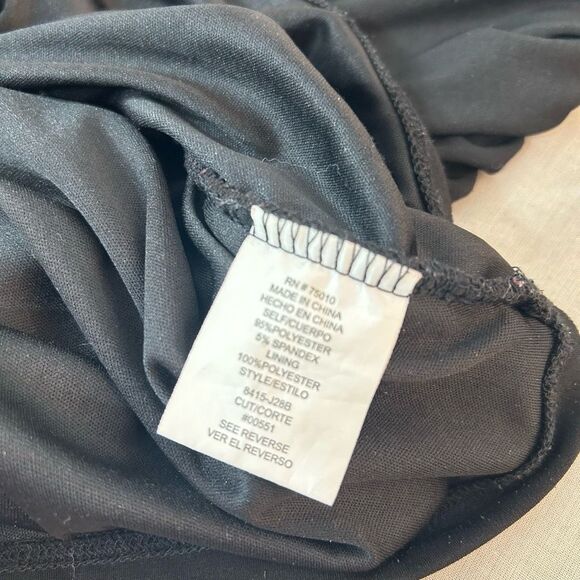 RN # 75010
MADE IN CHINA
HECHO EN CHINA
SELF/CUERPO
95%POLYESTER
5% SPANDEX
LINING
100%POLYESTER
STYLE/ESTILO
8415-J28B
CUT/CORTE
#00551
SEE REVERSE
VER EL REVERSO